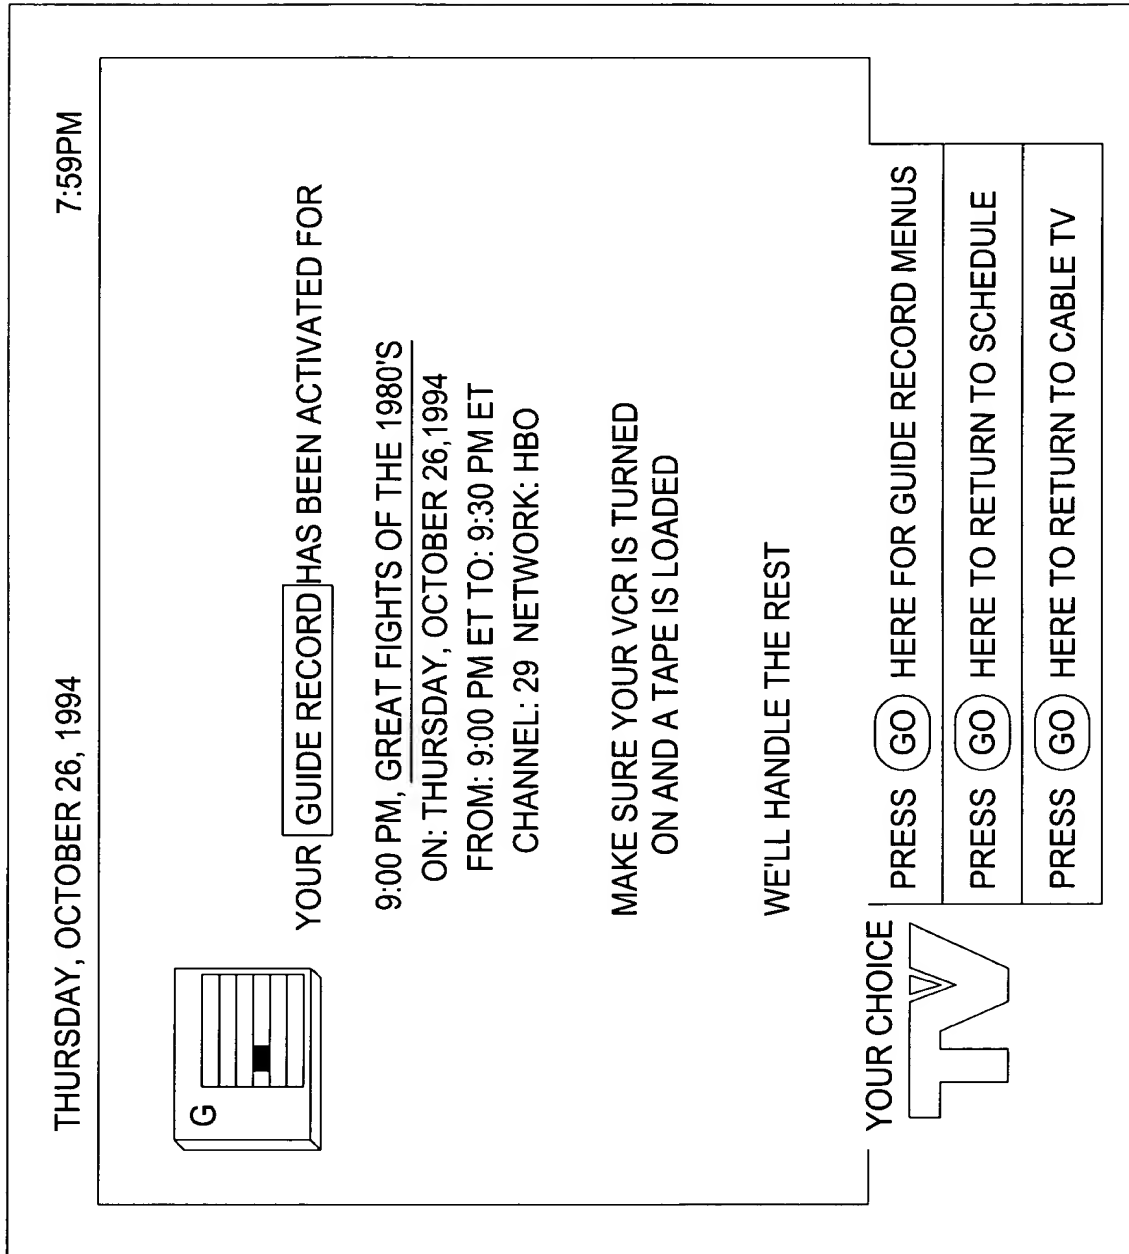 THURSDAY, OCTOBER 26, 1994 7:59PM
G
YOUR GUIDE RECORD HAS BEEN ACTIVATED FOR
9:00 PM, GREAT FIGHTS OF THE 1980'S
ON: THURSDAY, OCTOBER 26,1994
FROM: 9:00 PM ET TO: 9:30 PM ET
CHANNEL: 29 NETWORK: HBO
MAKE SURE YOUR VCR IS TURNED
ON AND A TAPE IS LOADED
WE'LL HANDLE THE REST
YOUR CHOICE
TV
PRESS GO HERE FOR GUIDE RECORD MENUS
PRESS GO HERE TO RETURN TO SCHEDULE
PRESS GO HERE TO RETURN TO CABLE TV